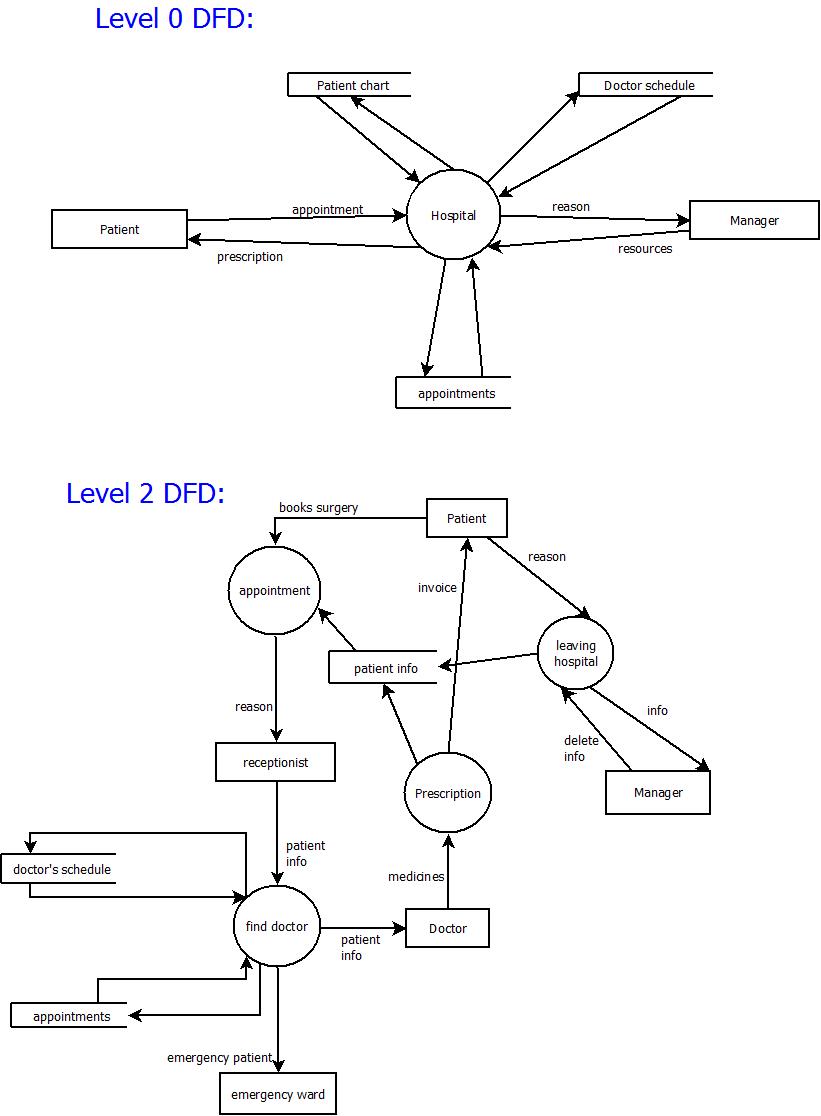 Level 0 DFD:
Patient chart
Doctor schedule
appointment
Hospital
reason
Manager
Patient
prescription
resources
appointments
Level 2 DFD:
books surgery
Patient
reason
invoice
appointment
leaving
hospital
patient info
reason
info
delete
info
receptionist
Prescription
Manager
patient
info
doctor's schedule
medicines
find doctor
Doctor
patient
info
appointments
emergency patient
emergency ward